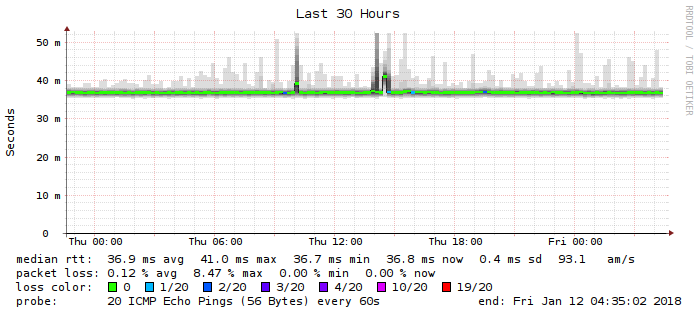 Last 30 Hours
RRDTOOL / TOBI OETIKER
Seconds
50 m
40 m
30 m
20 m
10 m
0
Thu 00:00 Thu 06:00 Thu 12:00 Thu 18:00 Fri 00:00
median rtt: 36.9 ms avg 41.0 ms max 36.7 ms min 36.8 ms now 0.4 ms sd 93.1 am/s
packet loss: 0.12 % avg 8.47 % max 0.00 % min 0.00 % now
loss color: 0 1/20 2/20 3/20 4/20 10/20 19/20
probe: 20 ICMP Echo Pings (56 Bytes) every 60s end: Fri Jan 12 04:35:02 2018